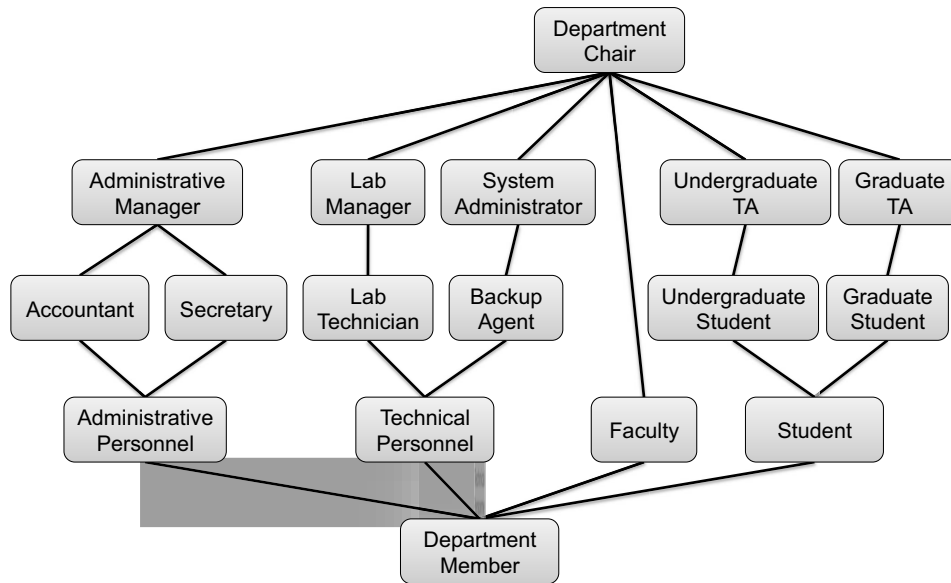 Department
Chair
Administrative
Manager
Lab
Manager
System
Administrator
Undergraduate
TA
Graduate
TA
Accountant
Secretary
Lab
Technician
Backup
Agent
Undergraduate
Student
Graduate
Student
Administrative
Personnel
Technical
Personnel
Faculty
Student
Department
Member